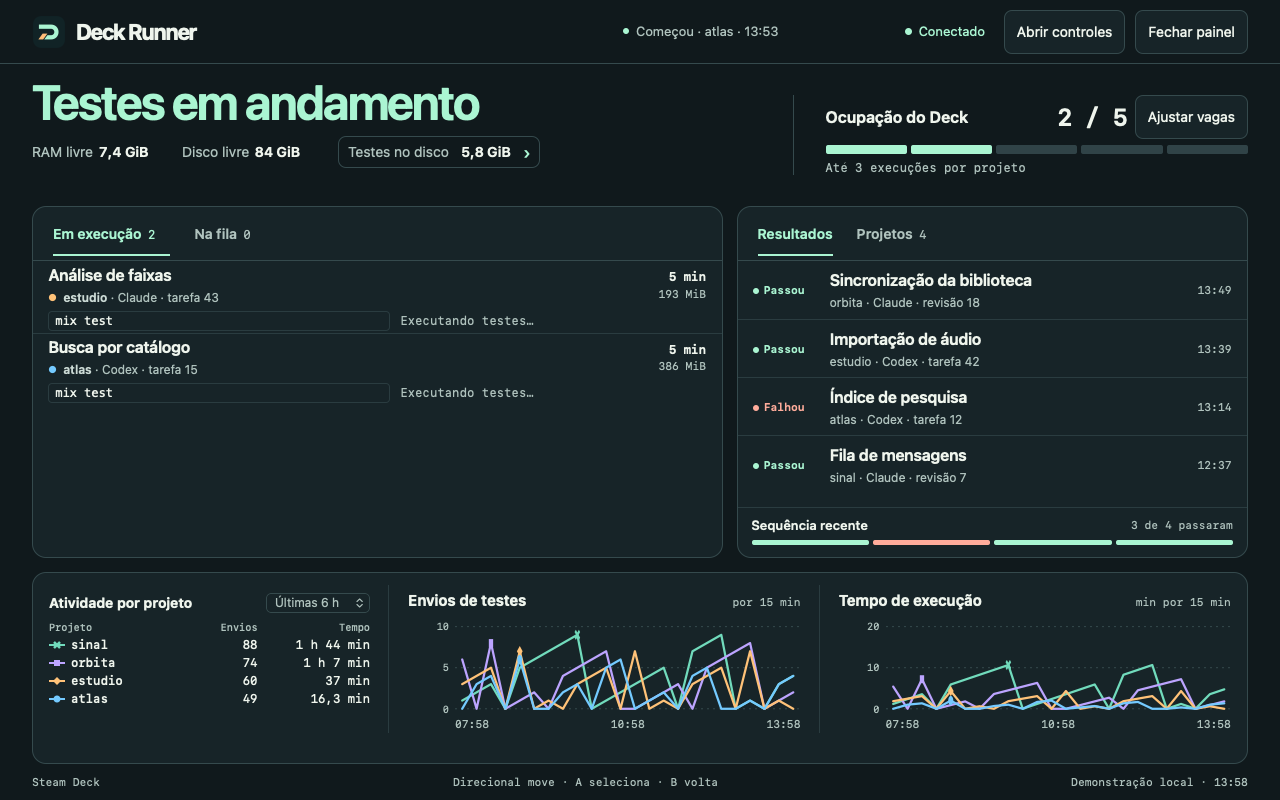 Deck Runner
Começou · atlas · 13:53
Conectado
Abrir controles
Fechar painel
Testes em andamento
RAM livre 7,4 GiB
Disco livre 84 GiB
Testes no disco 5,8 GiB ›
Ocupação do Deck
2 / 5
Ajustar vagas
Até 3 execuções por projeto
Em execução 2
Na fila 0
Análise de faixas
5 min
estudio · Claude · tarefa 43
193 MiB
mix test
Executando testes…
Busca por catálogo
5 min
atlas · Codex · tarefa 15
386 MiB
mix test
Executando testes…
Resultados
Projetos 4
Passou
Sincronização da biblioteca
orbita · Claude · revisão 18
13:49
Passou
Importação de áudio
estudio · Codex · tarefa 42
13:39
Falhou
Índice de pesquisa
atlas · Codex · tarefa 12
13:14
Passou
Fila de mensagens
sinal · Claude · revisão 7
12:37
Sequência recente
3 de 4 passaram
Atividade por projeto
Últimas 6 h
Projeto Envios Tempo
sinal 88 1 h 44 min
orbita 74 1 h 7 min
estudio 60 37 min
atlas 49 16,3 min
Envios de testes
por 15 min
10
5
0
07:58 10:58 13:58
Tempo de execução
min por 15 min
20
10
0
07:58 10:58 13:58
Steam Deck
Direcional move · A seleciona · B volta
Demonstração local · 13:58